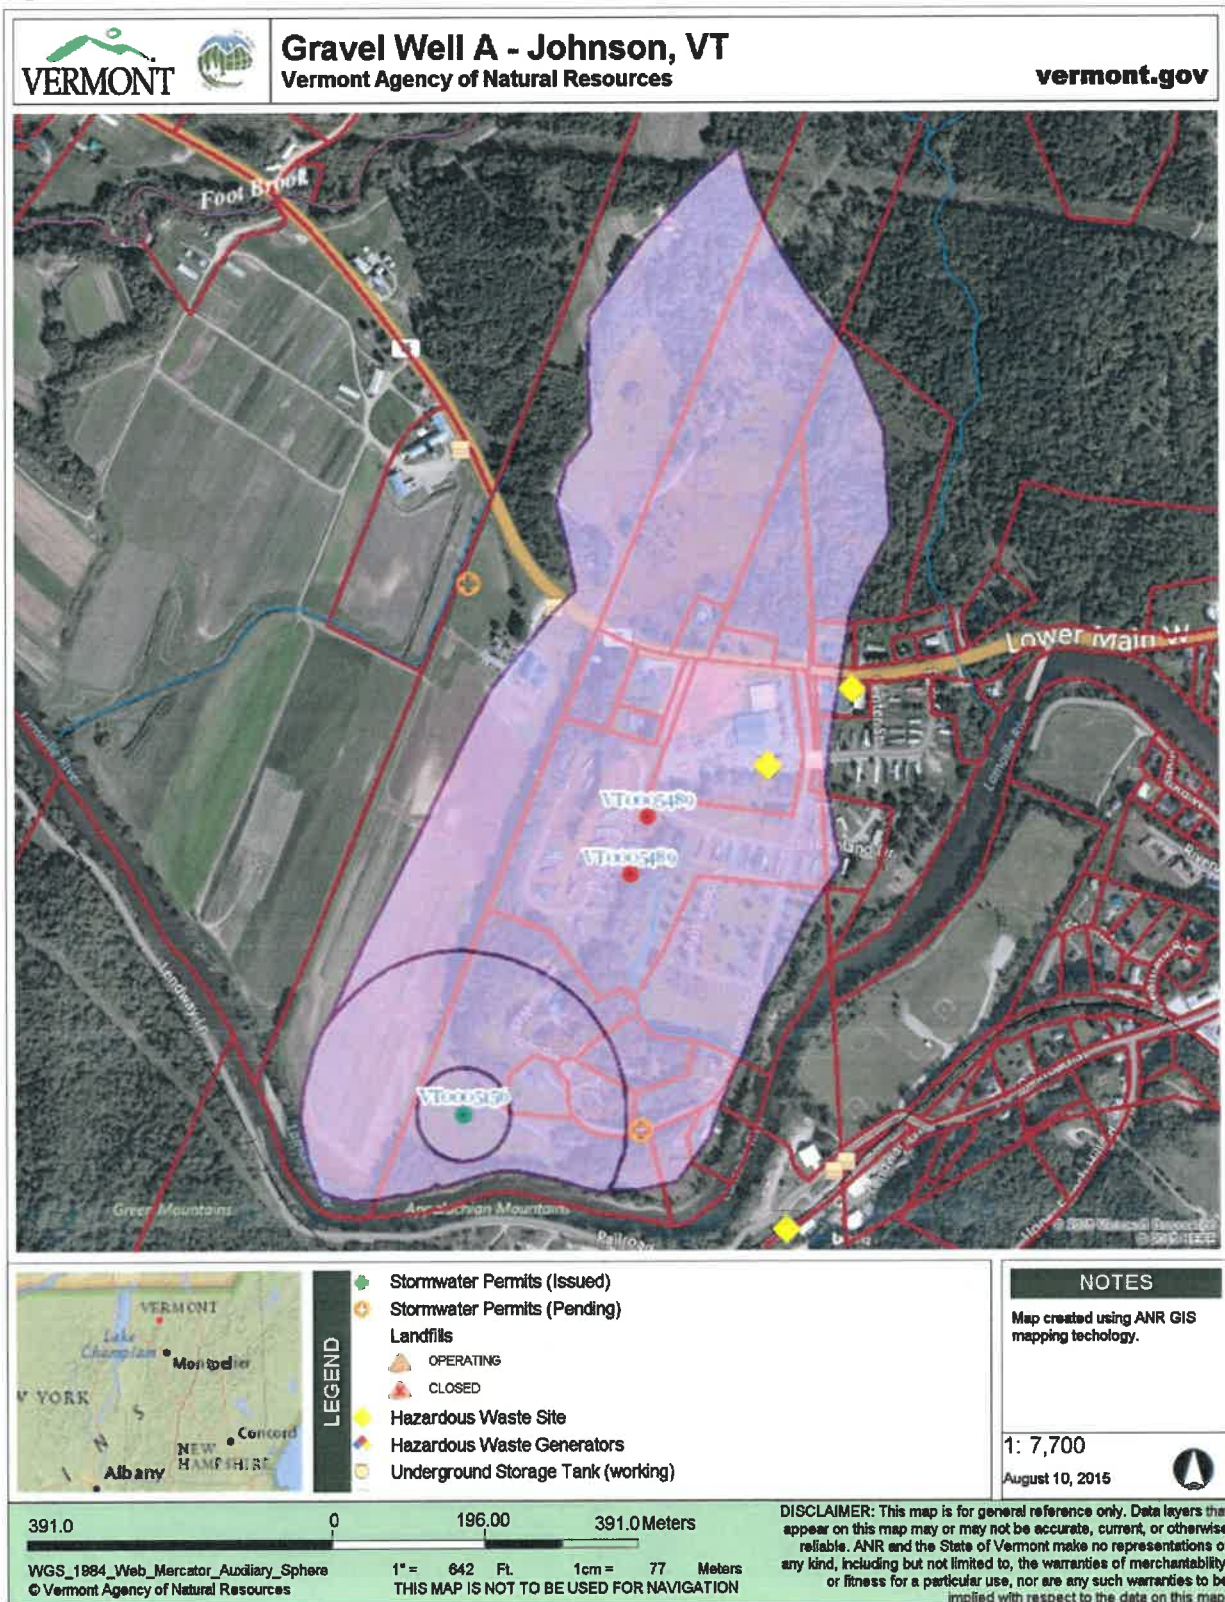 VERMONT
Gravel Well A - Johnson, VT
Vermont Agency of Natural Resources
vermont.gov
Foot Brook
Lower Main W
VT0005489
VT0005489
VT0005150
Green Mountains
Appalachian Mountains
Railroad
LEGEND
Stormwater Permits (Issued)
Stormwater Permits (Pending)
Landfills
OPERATING
CLOSED
Hazardous Waste Site
Hazardous Waste Generators
Underground Storage Tank (working)
VERMONT
Lake
Champlain
Montpelier
W YORK
Concord
NEW
HAMPSHIRE
Albany
NOTES
Map created using ANR GIS
mapping techology.
1: 7,700
August 10, 2015
391.0 0 196.00 391.0 Meters
WGS_1984_Web_Mercator_Auxiliary_Sphere
© Vermont Agency of Natural Resources
1" = 642 Ft. 1cm = 77 Meters
THIS MAP IS NOT TO BE USED FOR NAVIGATION
DISCLAIMER: This map is for general reference only. Data layers that
appear on this map may or may not be accurate, current, or otherwise
reliable. ANR and the State of Vermont make no representations of
any kind, including but not limited to, the warranties of merchantability,
or fitness for a particular use, nor are any such warranties to be
implied with respect to the data on this map.